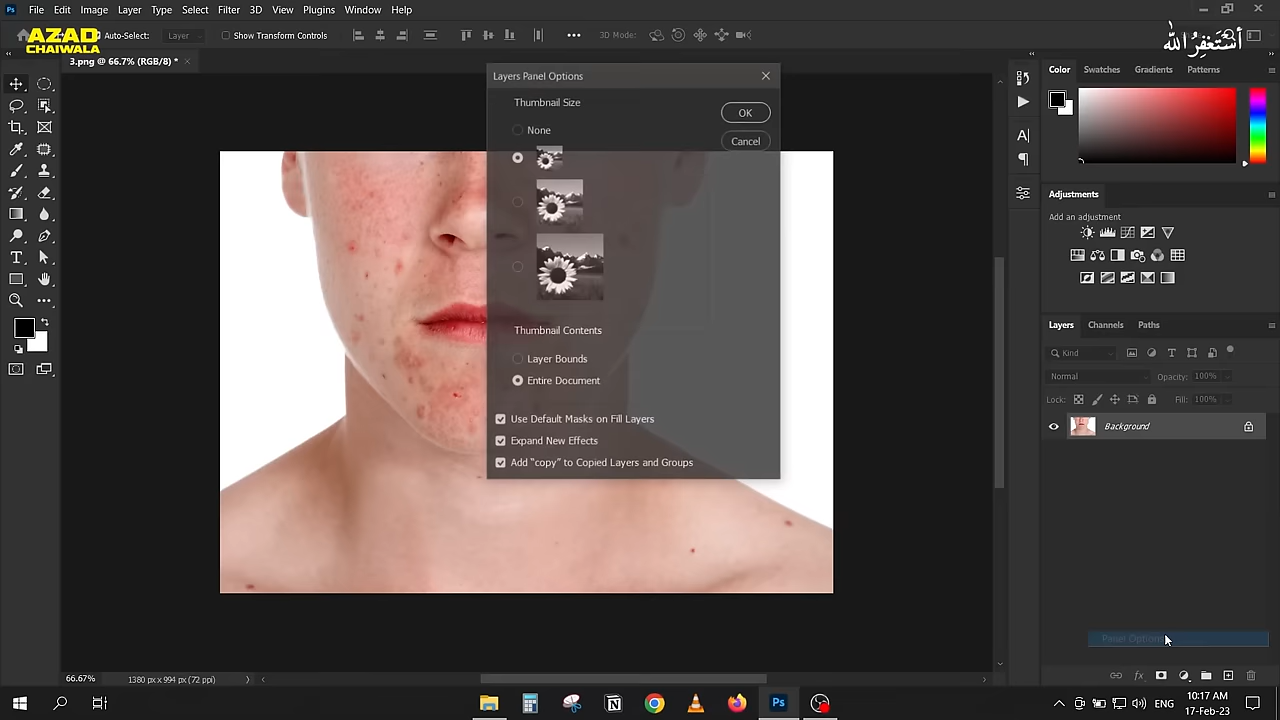 Ps File Edit Image Layer Type Select Filter 3D View Plugins Window Help
AZAD
CHAIWALA
Auto-Select: Layer Show Transform Controls 3D Mode:
أستغفر الله
3.png @ 66.7% (RGB/8) *
Layers Panel Options
Thumbnail Size
OK
None
Cancel
Thumbnail Contents
Layer Bounds
Entire Document
Use Default Masks on Fill Layers
Expand New Effects
Add "copy" to Copied Layers and Groups
Color Swatches Gradients Patterns
Adjustments
Add an adjustment
Layers Channels Paths
Kind
Normal Opacity: 100%
Lock: Fill: 100%
Background
Panel Options
fx
66.67% 1380 px x 994 px (72 ppi)
Ps
ENG
10:17 AM
17-Feb-23